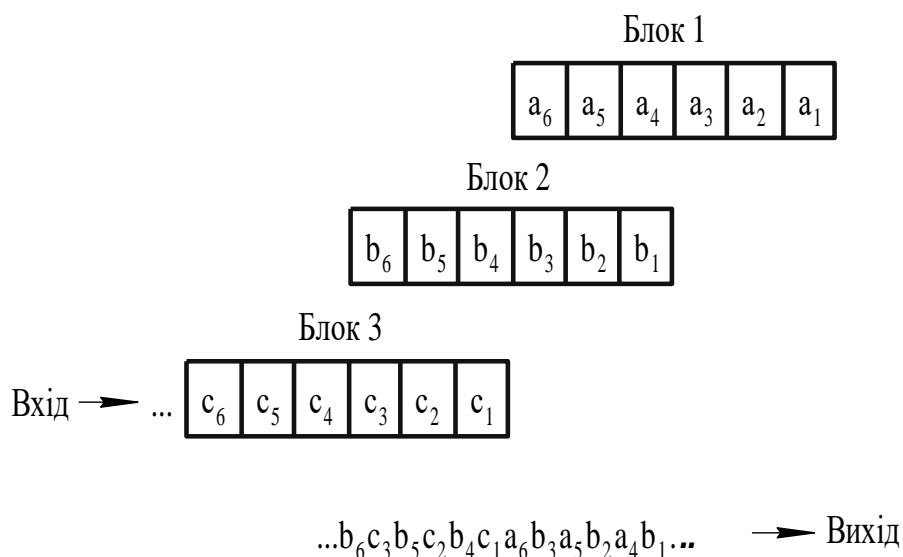 Блок 1
a₆ a₅ a₄ a₃ a₂ a₁
Блок 2
b₆ b₅ b₄ b₃ b₂ b₁
Блок 3
Вхід → ... c₆ c₅ c₄ c₃ c₂ c₁
...b₆c₃b₅c₂b₄c₁a₆b₃a₅b₂a₄b₁... → Вихід